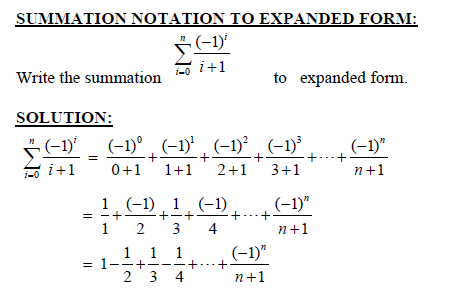 SUMMATION NOTATION TO EXPANDED FORM:
Write the summation \sum_{i=0}^{n} \frac{(-1)^i}{i+1} to expanded form.
SOLUTION:
\sum_{i=0}^{n} \frac{(-1)^i}{i+1} = \frac{(-1)^0}{0+1} + \frac{(-1)^1}{1+1} + \frac{(-1)^2}{2+1} + \frac{(-1)^3}{3+1} + \cdots + \frac{(-1)^n}{n+1}
= \frac{1}{1} + \frac{(-1)}{2} + \frac{1}{3} + \frac{(-1)}{4} + \cdots + \frac{(-1)^n}{n+1}
= 1 - \frac{1}{2} + \frac{1}{3} - \frac{1}{4} + \cdots + \frac{(-1)^n}{n+1}